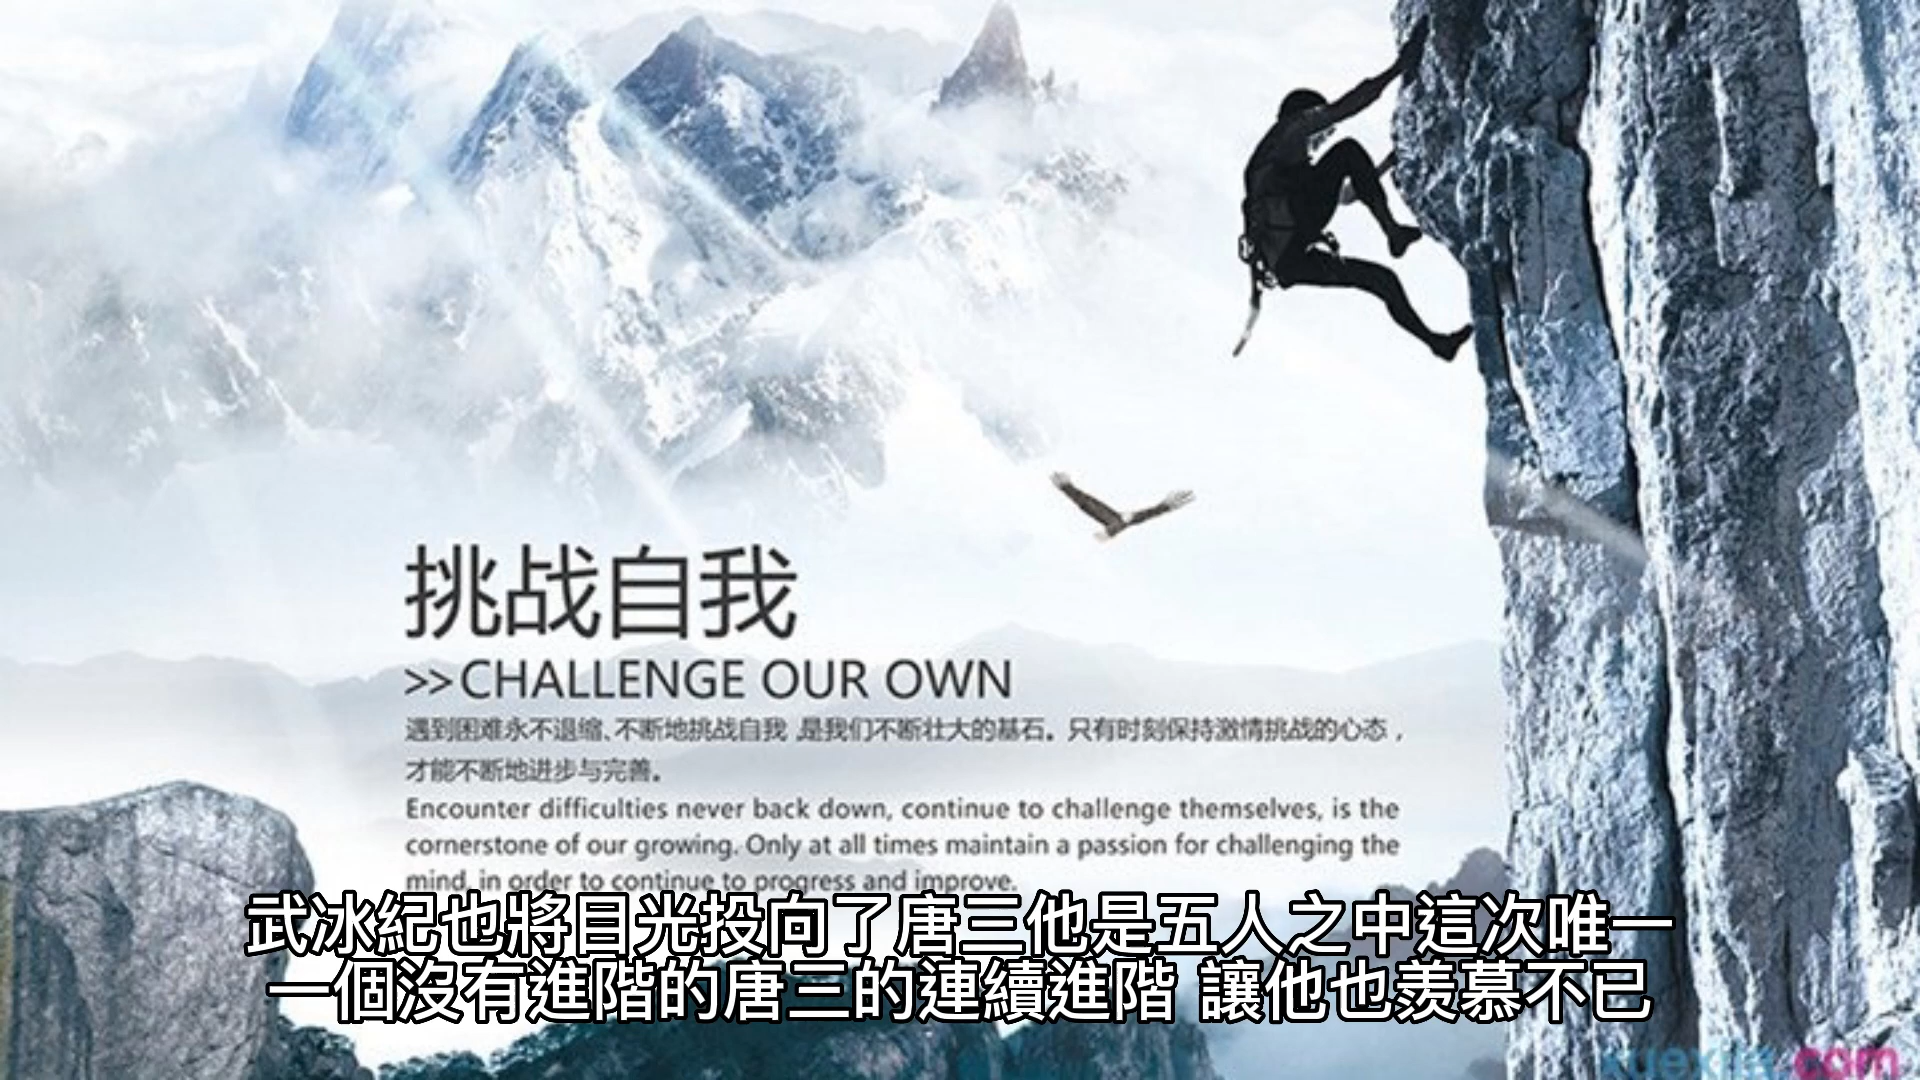 挑战自我
>>CHALLENGE OUR OWN
遇到困难永不退缩、不断地挑战自我,是我们不断壮大的基石。只有时刻保持激情挑战的心态，
才能不断地进步与完善。
Encounter difficulties never back down, continue to challenge themselves, is the
cornerstone of our growing. Only at all times maintain a passion for challenging the
mind, in order to continue to progress and improve.
武冰紀也將目光投向了唐三他是五人之中這次唯一
一個沒有進階的唐三的連續進階 讓他也羨慕不已
xuexila.com